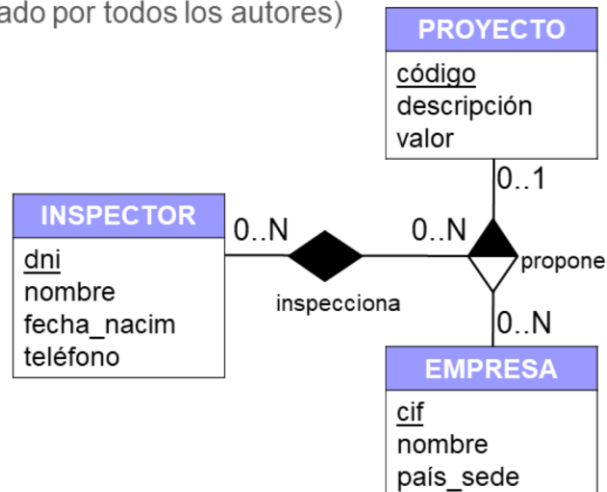 ado por todos los autores)
PROYECTO
código
descripción
valor
0..1
INSPECTOR
dni
nombre
fecha_nacim
teléfono
0..N
inspecciona
0..N
propone
0..N
EMPRESA
cif
nombre
país_sede